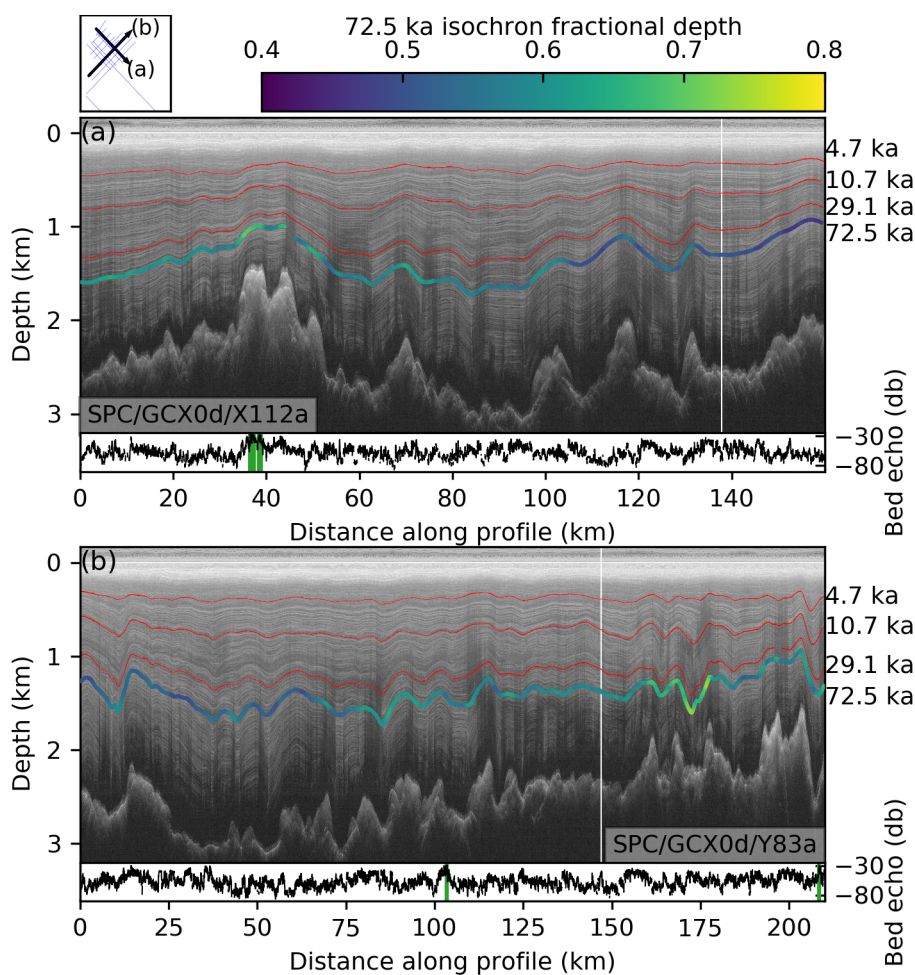 72.5 ka isochron fractional depth
0.4 0.5 0.6 0.7 0.8
(b)
(a)
(a)
0
1
2
3
Depth (km)
4.7 ka
10.7 ka
29.1 ka
72.5 ka
SPC/GCX0d/X112a
−30
−80
Bed echo (db)
0 20 40 60 80 100 120 140
Distance along profile (km)
(b)
0
1
2
3
Depth (km)
4.7 ka
10.7 ka
29.1 ka
72.5 ka
SPC/GCX0d/Y83a
−30
−80
Bed echo (db)
0 25 50 75 100 125 150 175 200
Distance along profile (km)